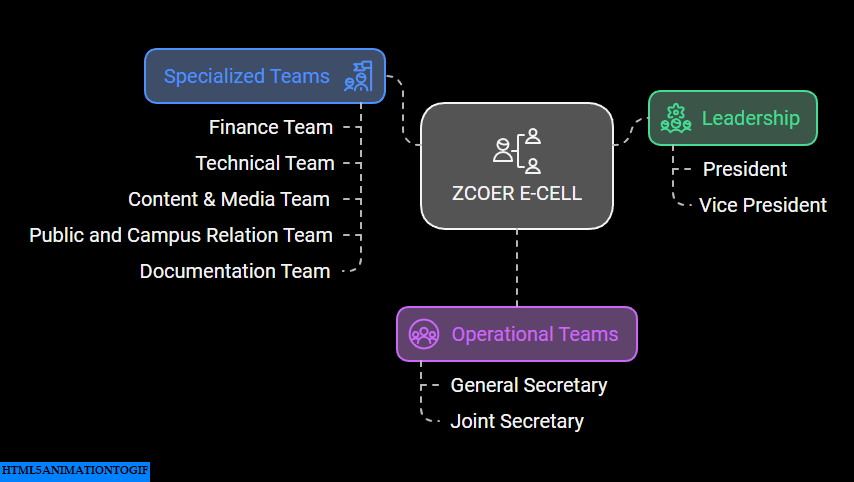 Specialized Teams
Finance Team
Technical Team
Content & Media Team
Public and Campus Relation Team
Documentation Team
ZCOER E-CELL
Leadership
President
Vice President
Operational Teams
General Secretary
Joint Secretary
HTML5ANIMATIONTOGIF